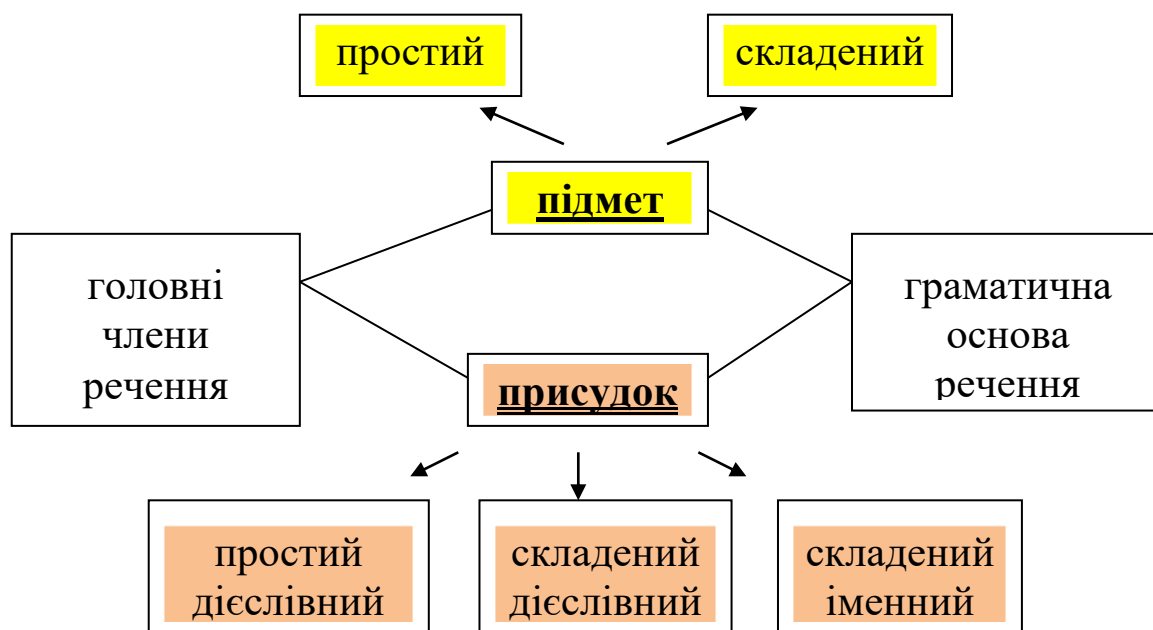 простий
складений
підмет
головні
члени
речення
граматична
основа
речення
присудок
простий
дієслівний
складений
дієслівний
складений
іменний